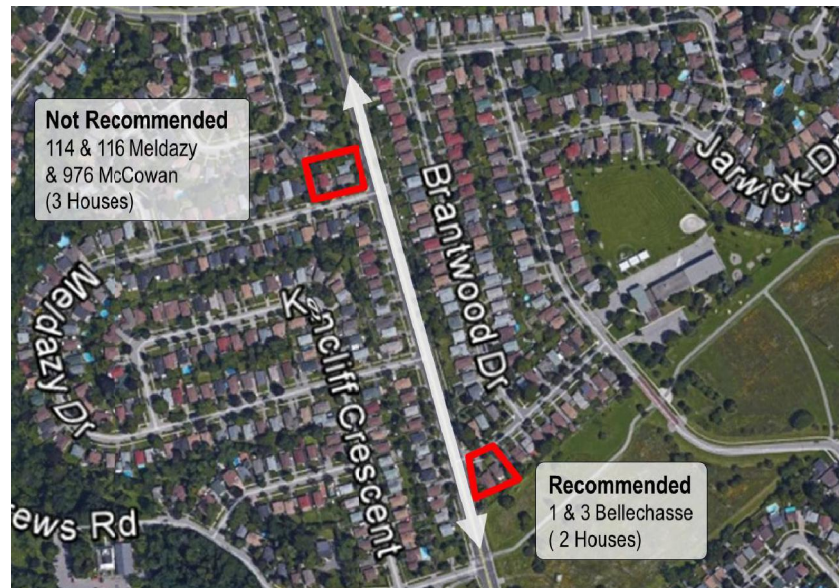 Not Recommended
114 & 116 Meldazy
& 976 McCowan
(3 Houses)
Jarwick Dr
Brantwood Dr
Meldazy Dr
Kencliff Crescent
ews Rd
Recommended
1 & 3 Bellechasse
( 2 Houses)